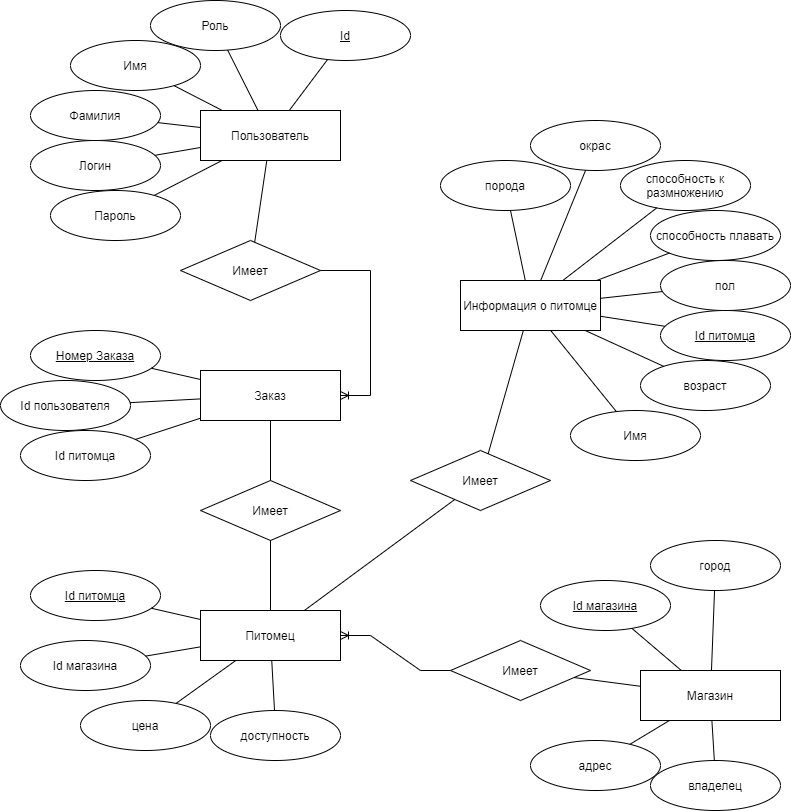 Роль
Id
Имя
Фамилия
Логин
Пароль
Пользователь
Имеет
окрас
порода
способность к
размножению
способность плавать
пол
Id питомца
возраст
Имя
Информация о питомце
Номер Заказа
Id пользователя
Id питомца
Заказ
Имеет
Имеет
Id питомца
Id магазина
цена
доступность
Питомец
Имеет
город
Id магазина
Магазин
адрес
владелец